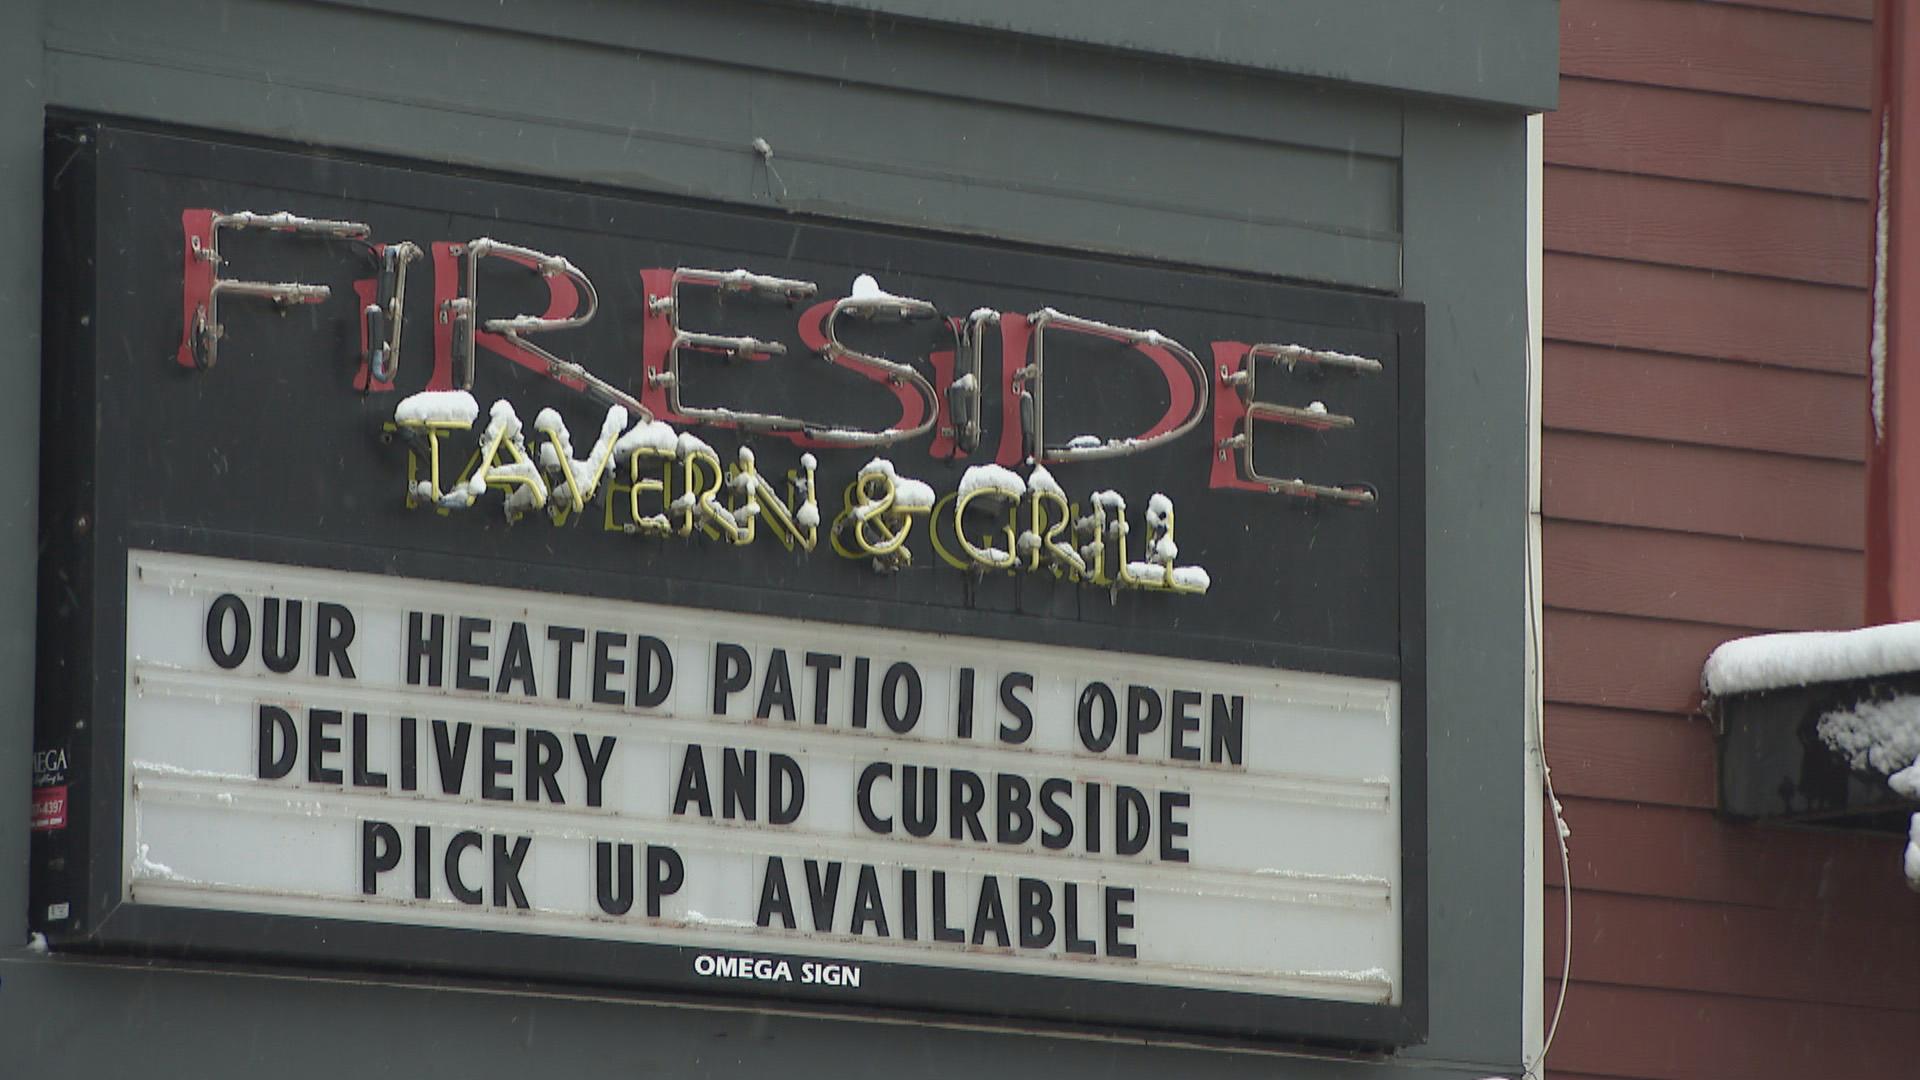 FIRESIDE
TAVERN & GRILL
OUR HEATED PATIO IS OPEN
DELIVERY AND CURBSIDE
PICK UP AVAILABLE
OMEGA SIGN